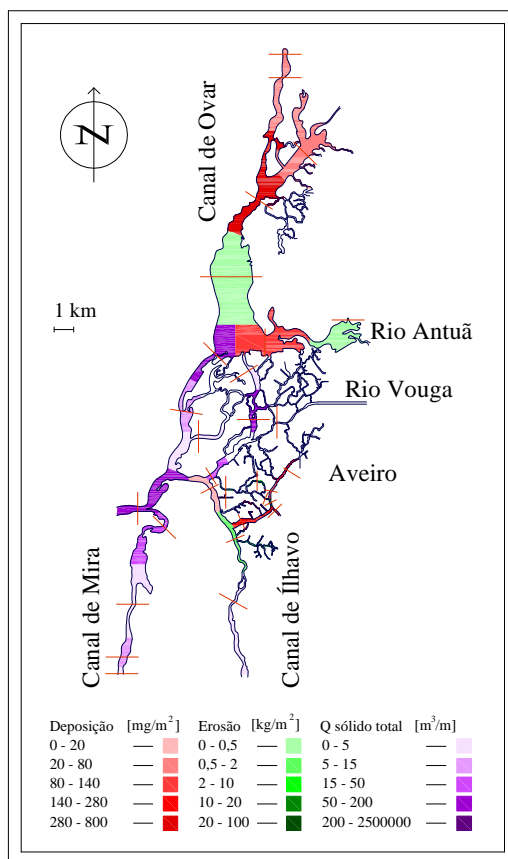 Canal de Ovar
N
1 km
Rio Antuã
Rio Vouga
Aveiro
Canal de Mira
Canal de Ílhavo
Deposição [mg/m²] Erosão [kg/m²] Q sólido total [m³/m]
0 - 20 0 - 0,5 0 - 5
20 - 80 0,5 - 2 5 - 15
80 - 140 2 - 10 15 - 50
140 - 280 10 - 20 50 - 200
280 - 800 20 - 100 200 - 2500000